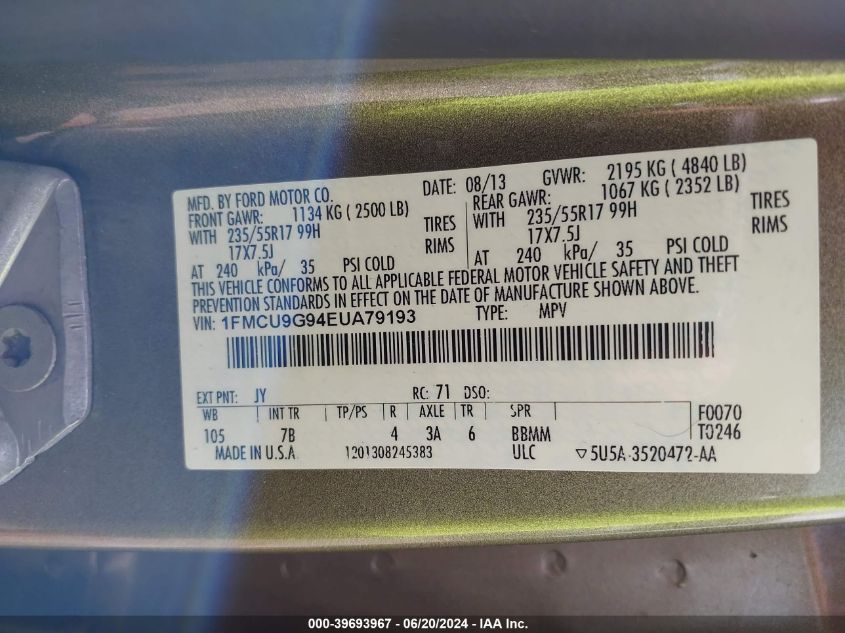 MFD. BY FORD MOTOR CO. DATE: 08/13 GVWR: 2195 KG ( 4840 LB)
FRONT GAWR: 1134 KG ( 2500 LB) REAR GAWR: 1067 KG ( 2352 LB)
WITH 235/55R17 99H TIRES WITH 235/55R17 99H TIRES
17X7.5J RIMS 17X7.5J RIMS
AT 240 kPa/ 35 PSI COLD AT 240 kPa/ 35 PSI COLD
THIS VEHICLE CONFORMS TO ALL APPLICABLE FEDERAL MOTOR VEHICLE SAFETY AND THEFT
PREVENTION STANDARDS IN EFFECT ON THE DATE OF MANUFACTURE SHOWN ABOVE.
VIN: 1FMCU9G94EUA79193 TYPE: MPV
EXT PNT: JY RC: 71 DSO:
WB INT TR TP/PS R AXLE TR SPR F0070
105 7B 4 3A 6 BBMM T0246
MADE IN U.S.A. 1201308245383 ULC ▽5U5A-3520472-AA
000-39693967 - 06/20/2024 - IAA Inc.